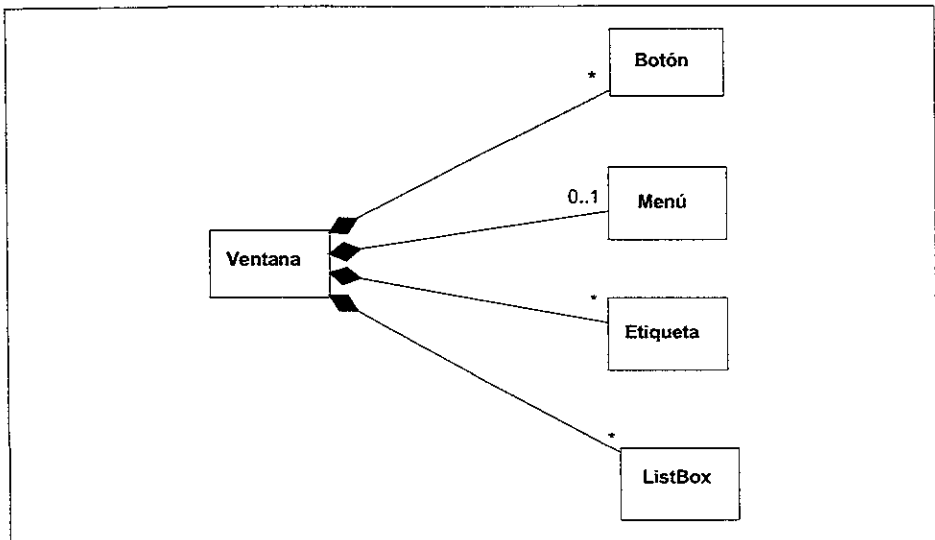 Botón
*
0..1
Menú
Ventana
*
Etiqueta
*
ListBox